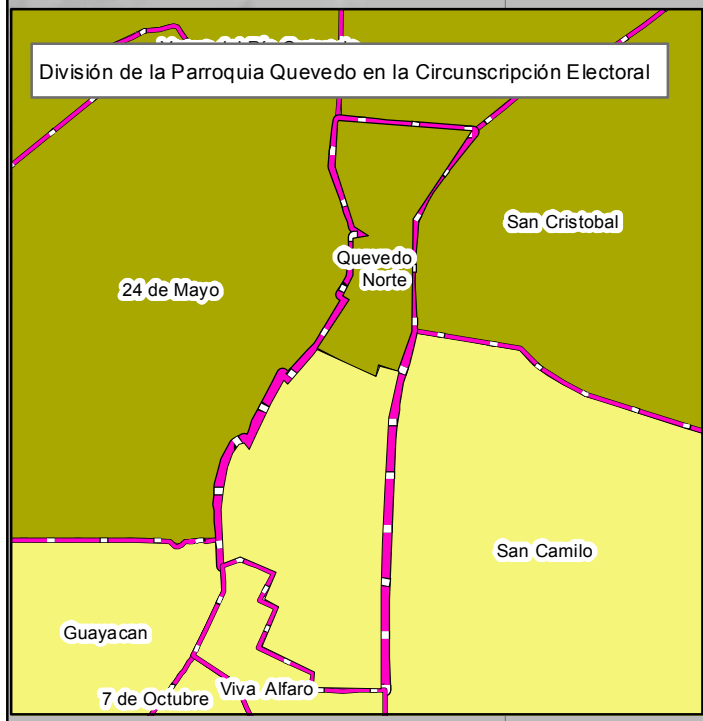 División de la Parroquia Quevedo en la Circunscripción Electoral
San Cristobal
Quevedo
Norte
24 de Mayo
San Camilo
Guayacan
Viva Alfaro
7 de Octubre